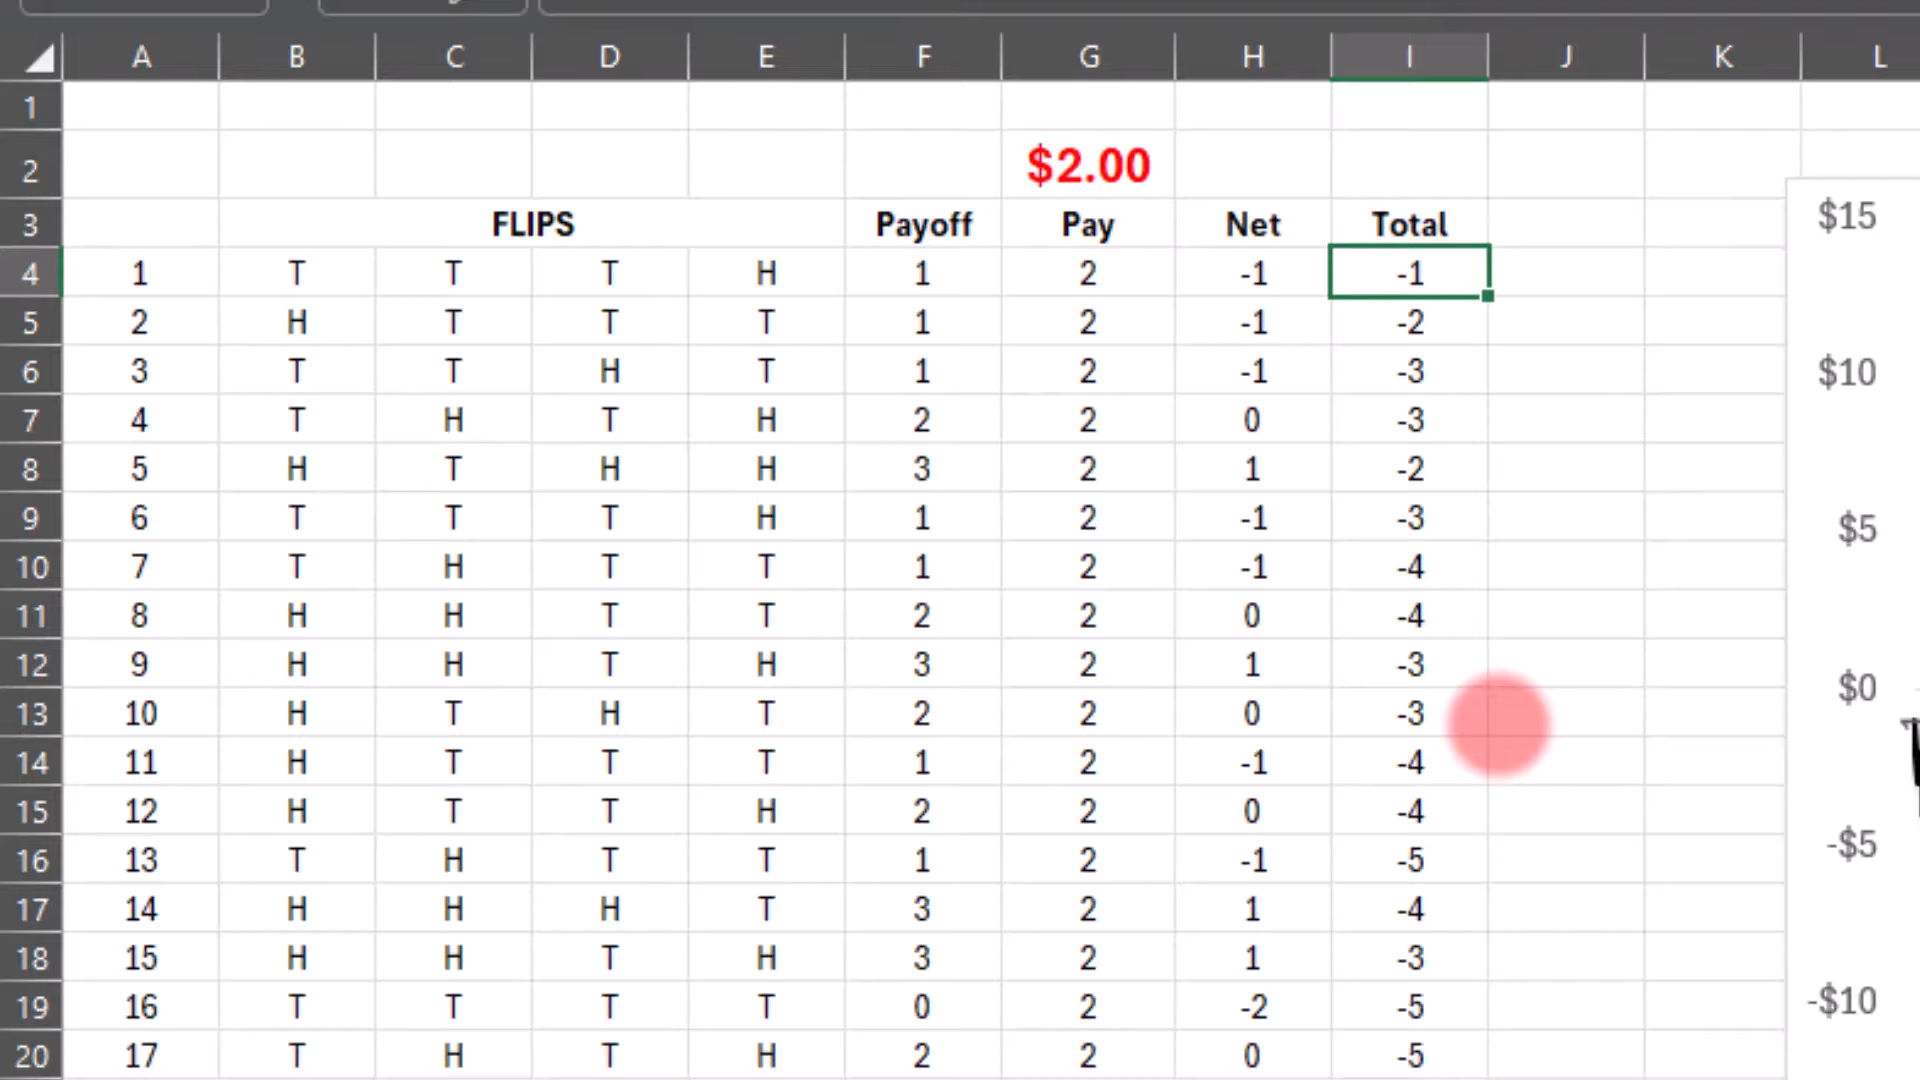 A B C D E F G H I J K L
1
2 $2.00
3 FLIPS Payoff Pay Net Total
4 1 T T T H 1 2 -1 -1
5 2 H T T T 1 2 -1 -2
6 3 T T H T 1 2 -1 -3
7 4 T H T H 2 2 0 -3
8 5 H T H H 3 2 1 -2
9 6 T T T H 1 2 -1 -3
10 7 T H T T 1 2 -1 -4
11 8 H H T T 2 2 0 -4
12 9 H H T H 3 2 1 -3
13 10 H T H T 2 2 0 -3
14 11 H T T T 1 2 -1 -4
15 12 H T T H 2 2 0 -4
16 13 T H T T 1 2 -1 -5
17 14 H H H T 3 2 1 -4
18 15 H H T H 3 2 1 -3
19 16 T T T T 0 2 -2 -5
20 17 T H T H 2 2 0 -5
$15
$10
$5
$0
-$5
-$10